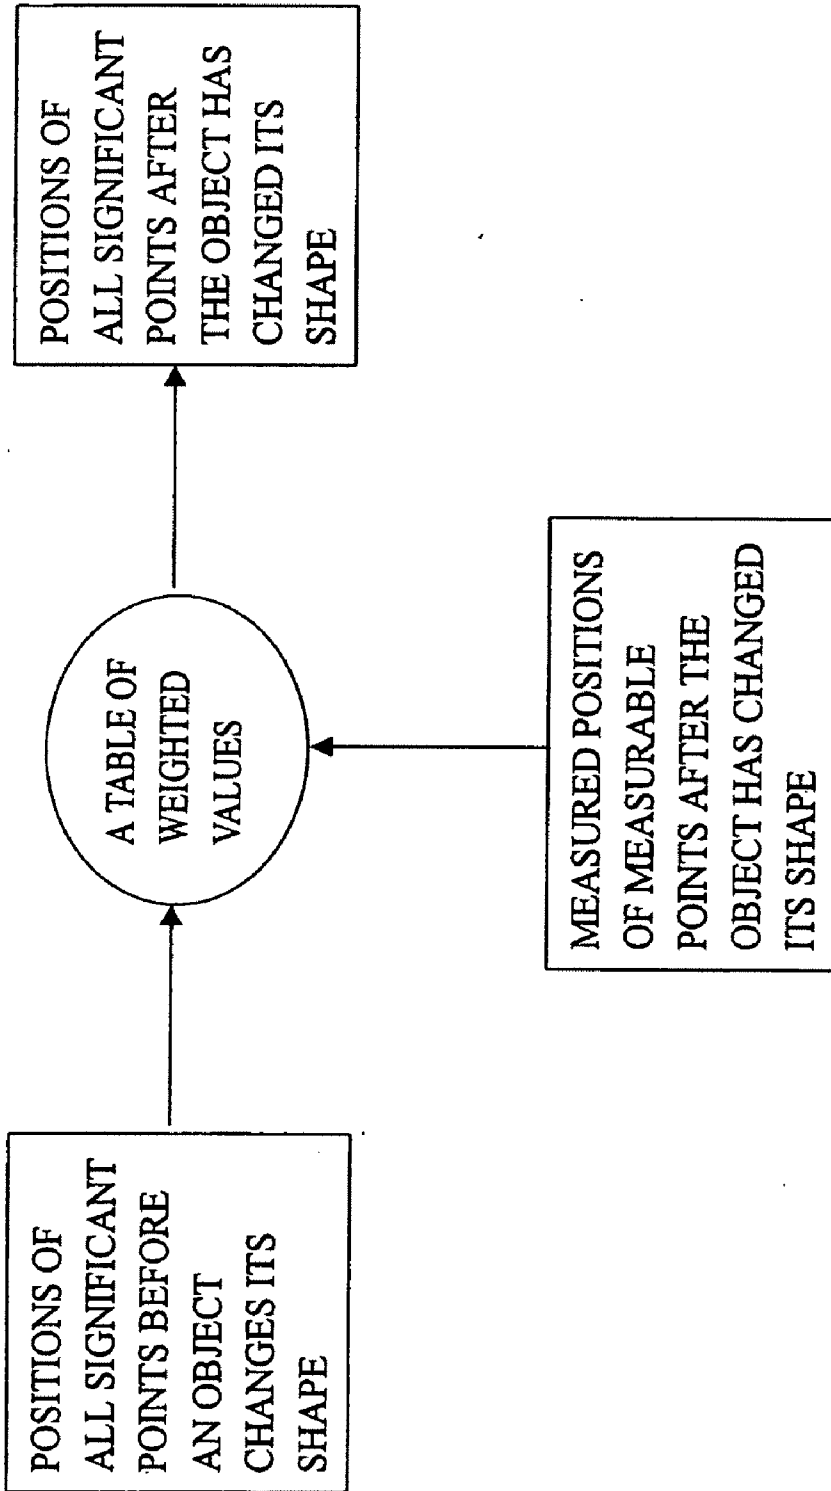 POSITIONS OF
ALL SIGNIFICANT
POINTS BEFORE
AN OBJECT
CHANGES ITS
SHAPE
A TABLE OF
WEIGHTED
VALUES
POSITIONS OF
ALL SIGNIFICANT
POINTS AFTER
THE OBJECT HAS
CHANGED ITS
SHAPE
MEASURED POSITIONS
OF MEASURABLE
POINTS AFTER THE
OBJECT HAS CHANGED
ITS SHAPE